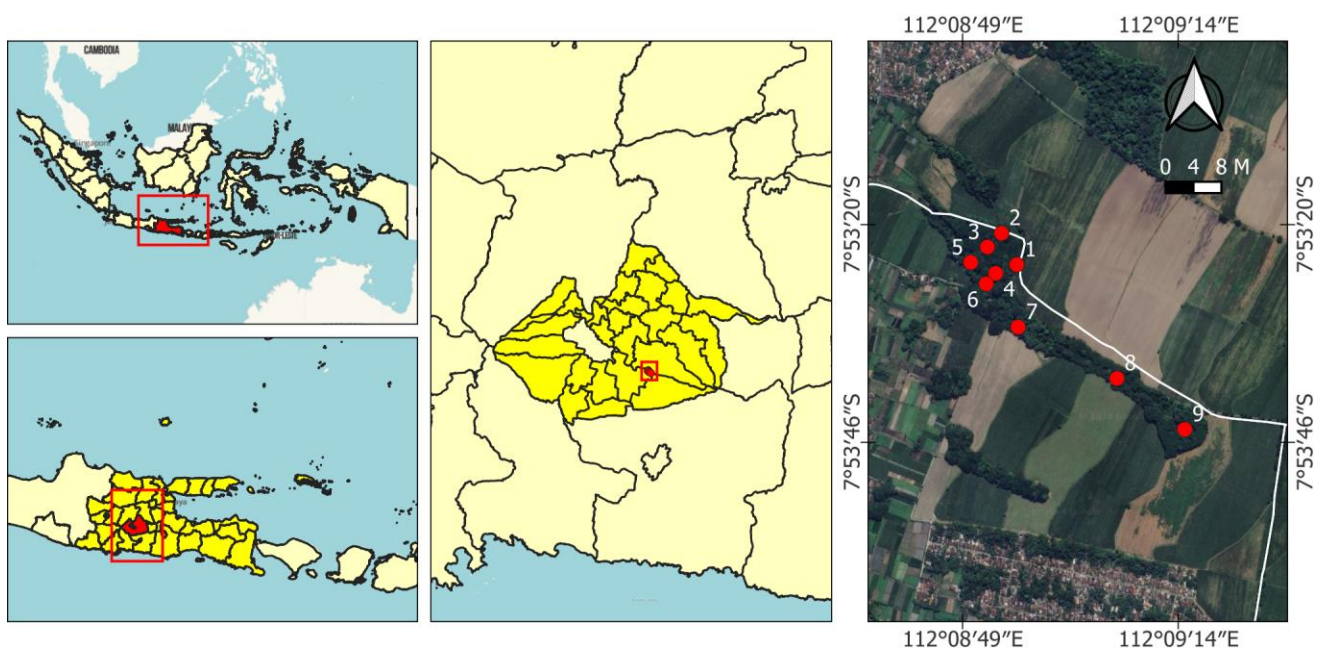 CAMBODIA
MALAY
Singapore
OR-LESTE
112°08′49″E 112°09′14″E
0 4 8 M
7°53′20″S
7°53′20″S
2
3
1
5
4
6
7
8
9
7°53′46″S
7°53′46″S
112°08′49″E 112°09′14″E